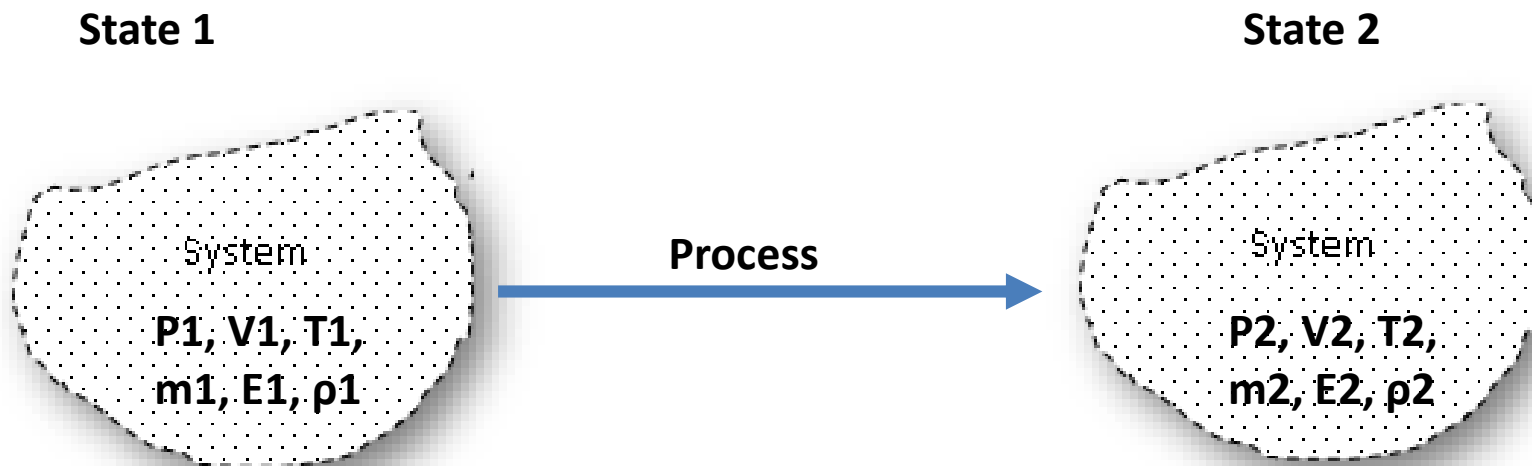 State 1
State 2
System
Process
System
P1, V1, T1,
m1, E1, ρ1
P2, V2, T2,
m2, E2, ρ2